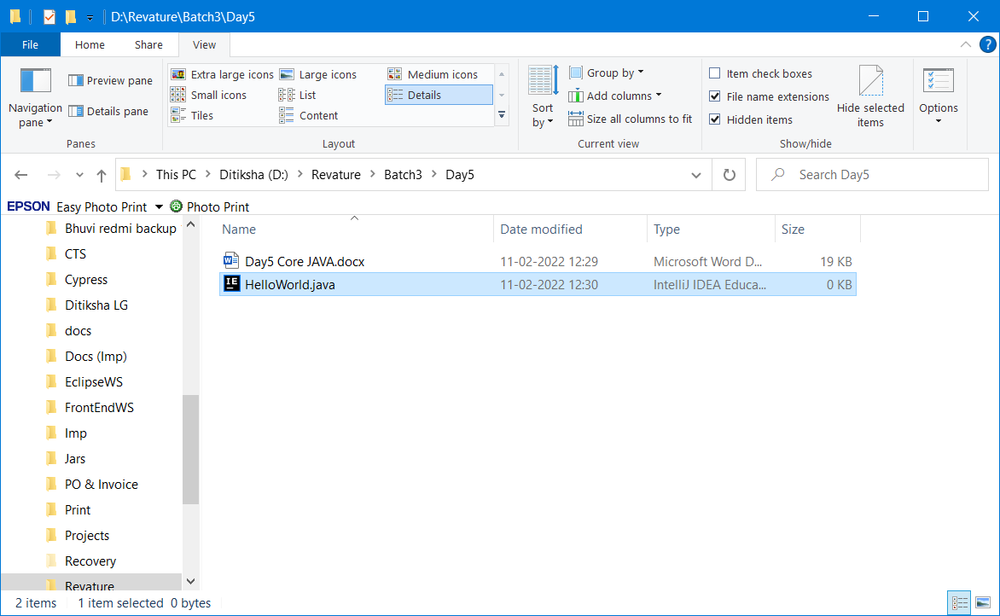 D:\Revature\Batch3\Day5
File Home Share View
?
Navigation pane
Preview pane
Details pane
Panes
Extra large icons Large icons Medium icons
Small icons List Details
Tiles Content
Layout
Sort by
Group by
Add columns
Size all columns to fit
Current view
Item check boxes
File name extensions
Hidden items
Hide selected items
Show/hide
Options
This PC > Ditiksha (D:) > Revature > Batch3 > Day5
Search Day5
EPSON Easy Photo Print Photo Print
Bhuvi redmi backup
CTS
Cypress
Ditiksha LG
docs
Docs (Imp)
EclipseWS
FrontEndWS
Imp
Jars
PO & Invoice
Print
Projects
Recovery
Revature
Name Date modified Type Size
Day5 Core JAVA.docx 11-02-2022 12:29 Microsoft Word D... 19 KB
HelloWorld.java 11-02-2022 12:30 IntelliJ IDEA Educa... 0 KB
2 items 1 item selected 0 bytes